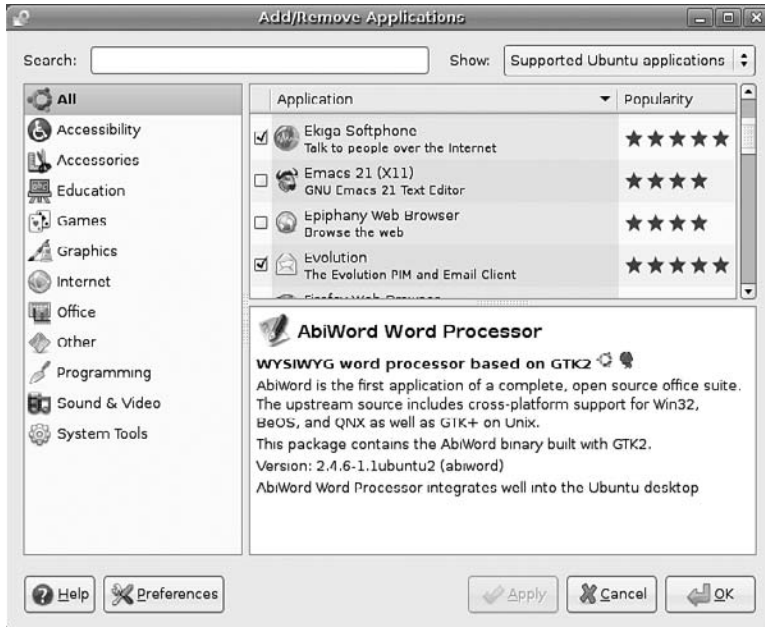 Add/Remove Applications
Search:
Show: Supported Ubuntu applications
All
Accessibility
Accessories
Education
Games
Graphics
Internet
Office
Other
Programming
Sound & Video
System Tools
Application Popularity
Ekiga Softphone
Talk to people over the Internet
Emacs 21 (X11)
GNU Emacs 21 Text Editor
Epiphany Web Browser
Browse the web
Evolution
The Evolution PIM and Email Client
Firefox Web Browser
AbiWord Word Processor
WYSIWYG word processor based on GTK2
AbiWord is the first application of a complete, open source office suite.
The upstream source includes cross-platform support for Win32,
BeOS, and QNX as well as GTK+ on Unix.
This package contains the AbiWord binary built with GTK2.
Version: 2.4.6-1.1ubuntu2 (abiword)
AbiWord Word Processor integrates well into the Ubuntu desktop
Help Preferences Apply Cancel OK